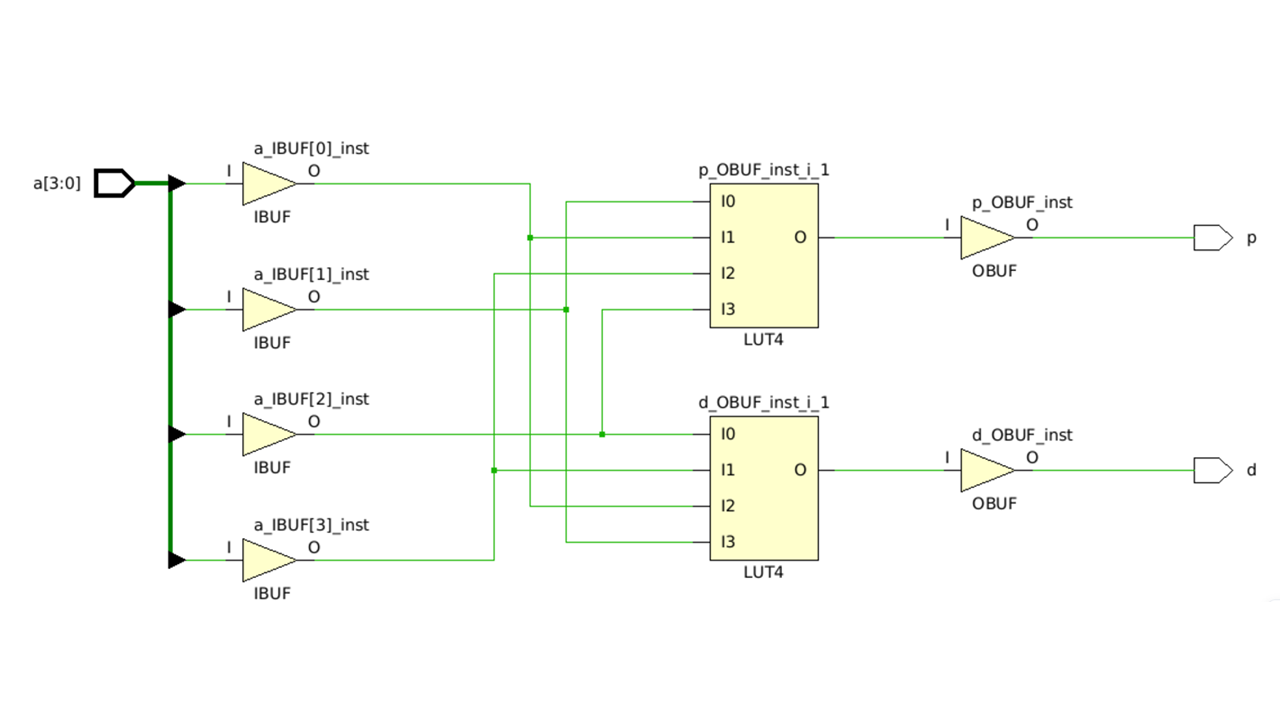 a[3:0]
a_IBUF[0]_inst
I
O
IBUF
a_IBUF[1]_inst
I
O
IBUF
a_IBUF[2]_inst
I
O
IBUF
a_IBUF[3]_inst
I
O
IBUF
p_OBUF_inst_i_1
I0
I1
I2
I3
O
LUT4
d_OBUF_inst_i_1
I0
I1
I2
I3
O
LUT4
p_OBUF_inst
I
O
OBUF
p
d_OBUF_inst
I
O
OBUF
d